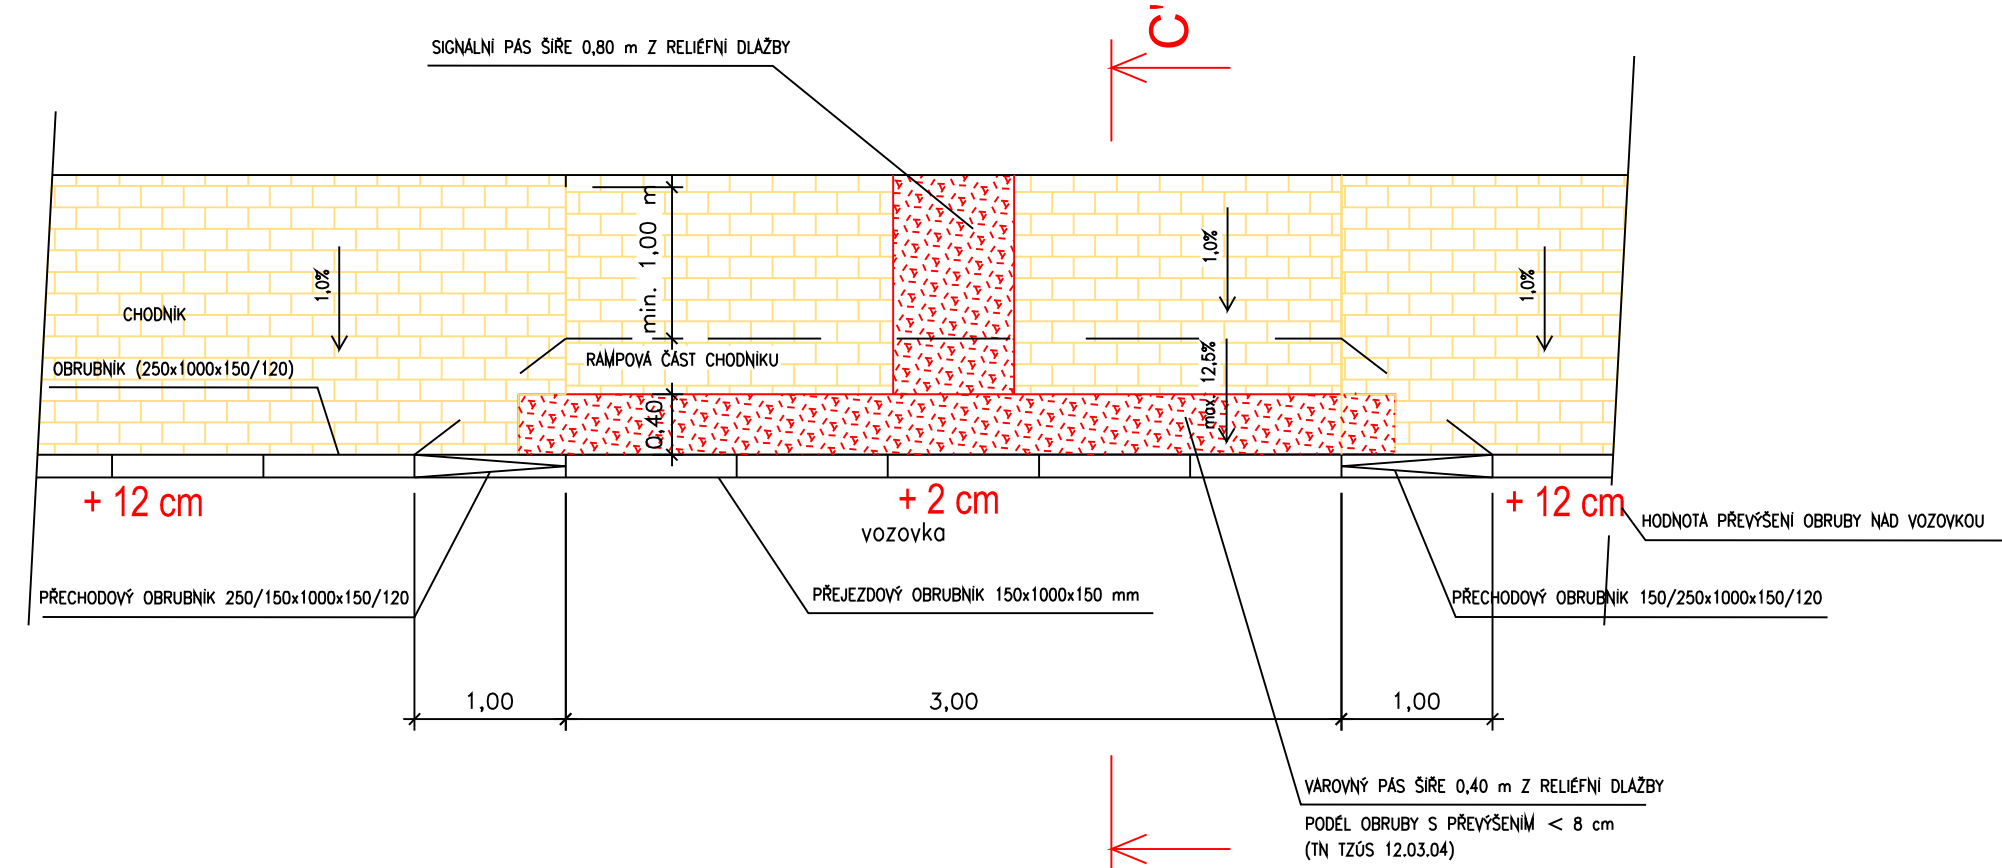 C'
SIGNÁLNÍ PÁS ŠÍŘE 0,80 m Z RELIÉFNÍ DLAŽBY
min. 1,00 m
1,0%
1,0%
1,0%
CHODNÍK
RAMPOVÁ ČÁST CHODNÍKU
max. 12,5%
OBRUBNÍK (250x1000x150/120)
0,40
+ 12 cm
+ 2 cm
+ 12 cm
vozovka
HODNOTA PŘEVÝŠENÍ OBRUBY NAD VOZOVKOU
PŘECHODOVÝ OBRUBNÍK 250/150x1000x150/120
PŘEJEZDOVÝ OBRUBNÍK 150x1000x150 mm
PŘECHODOVÝ OBRUBNÍK 150/250x1000x150/120
1,00
3,00
1,00
VAROVNÝ PÁS ŠÍŘE 0,40 m Z RELIÉFNÍ DLAŽBY
PODÉL OBRUBY S PŘEVÝŠENÍM < 8 cm
(TN TZÚS 12.03.04)